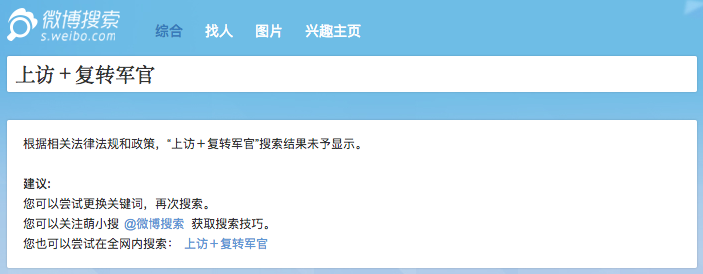 微博搜索
s.weibo.com
综合 找人 图片 兴趣主页
上访+复转军官
根据相关法律法规和政策，“上访+复转军官”搜索结果未予显示。
建议：
您可以尝试更换关键词，再次搜索。
您可以关注萌小搜 @微博搜索 获取搜索技巧。
您也可以尝试在全网内搜索： 上访+复转军官